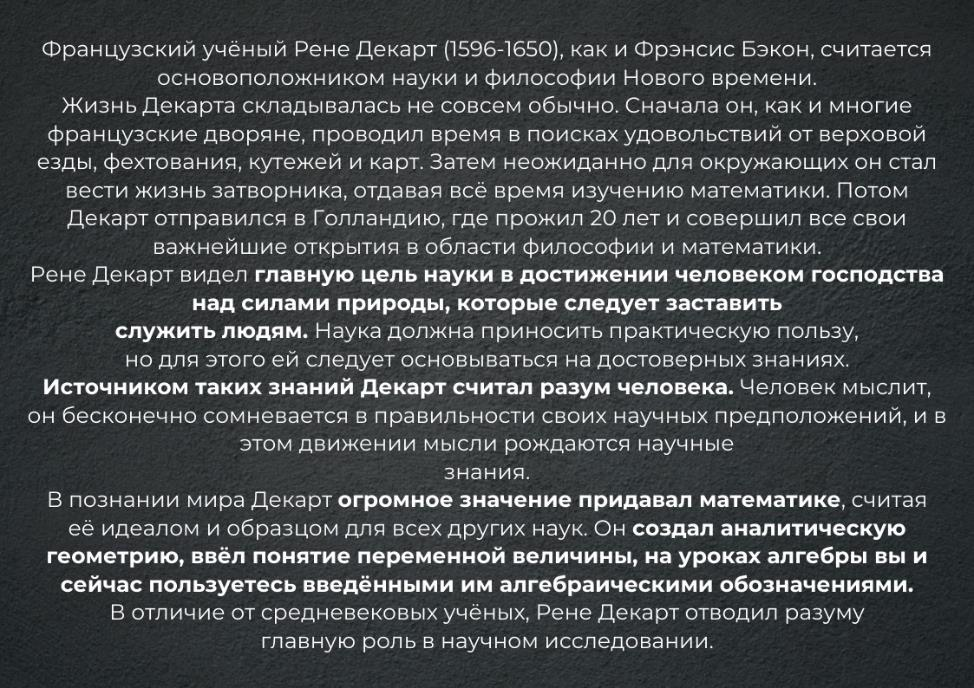 Французский учёный Рене Декарт (1596-1650), как и Фрэнсис Бэкон, считается
основоположником науки и философии Нового времени.
Жизнь Декарта складывалась не совсем обычно. Сначала он, как и многие
французские дворяне, проводил время в поисках удовольствий от верховой
езды, фехтования, кутежей и карт. Затем неожиданно для окружающих он стал
вести жизнь затворника, отдавая всё время изучению математики. Потом
Декарт отправился в Голландию, где прожил 20 лет и совершил все свои
важнейшие открытия в области философии и математики.
Рене Декарт видел главную цель науки в достижении человеком господства
над силами природы, которые следует заставить
служить людям. Наука должна приносить практическую пользу,
но для этого ей следует основываться на достоверных знаниях.
Источником таких знаний Декарт считал разум человека. Человек мыслит,
он бесконечно сомневается в правильности своих научных предположений, и в
этом движении мысли рождаются научные
знания.
В познании мира Декарт огромное значение придавал математике, считая
её идеалом и образцом для всех других наук. Он создал аналитическую
геометрию, ввёл понятие переменной величины, на уроках алгебры вы и
сейчас пользуетесь введёнными им алгебраическими обозначениями.
В отличие от средневековых учёных, Рене Декарт отводил разуму
главную роль в научном исследовании.